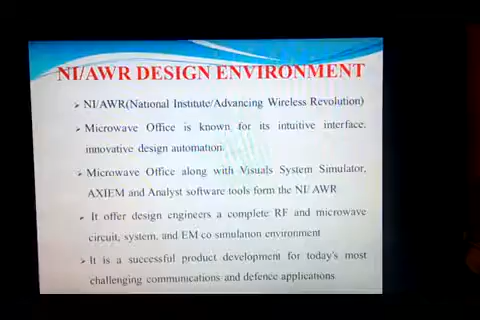 NI/AWR DESIGN ENVIRONMENT
➢ NI/AWR(National Institute/Advancing Wireless Revolution)
➢ Microwave Office is known for its intuitive interface,
innovative design automation.
➢ Microwave Office along with Visuals System Simulator,
AXIEM and Analyst software tools form the NI/ AWR
➢ It offer design engineers a complete RF and microwave
circuit, system, and EM co simulation environment
➢ It is a successful product development for today's most
challenging communications and defence applications